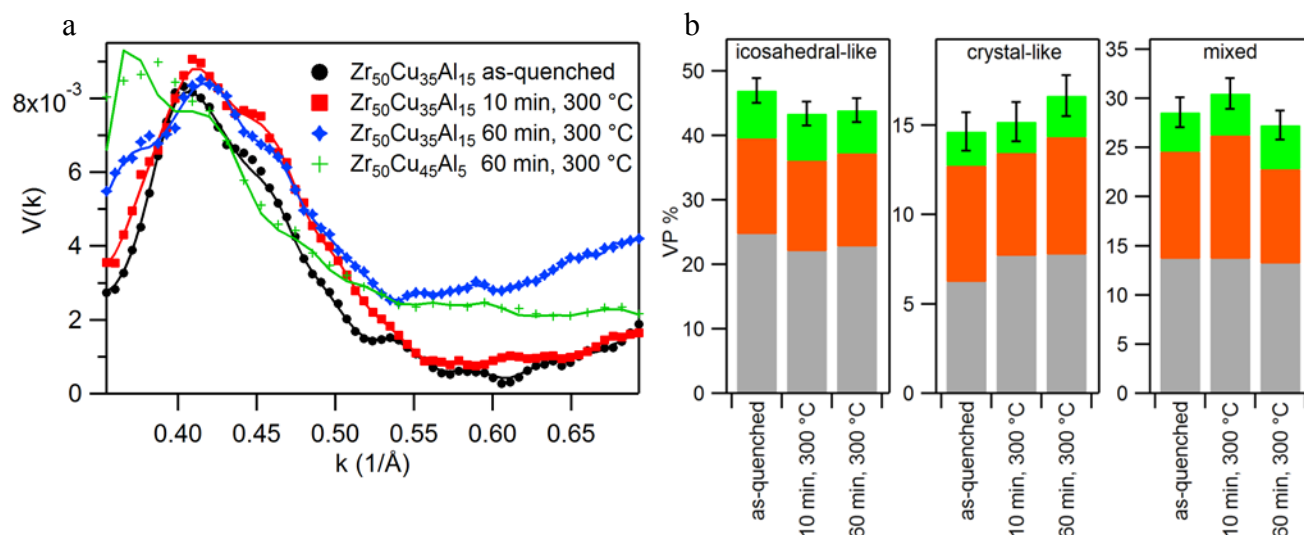 a
V(k)
8x10⁻³
6
4
2
0
0.40 0.45 0.50 0.55 0.60 0.65
k (1/Å)
Zr₅₀Cu₃₅Al₁₅ as-quenched
Zr₅₀Cu₃₅Al₁₅ 10 min, 300 °C
Zr₅₀Cu₃₅Al₁₅ 60 min, 300 °C
Zr₅₀Cu₄₅Al₅ 60 min, 300 °C
b
VP %
icosahedral-like
50
40
30
20
10
0
as-quenched
10 min, 300 °C
60 min, 300 °C
crystal-like
15
10
5
0
as-quenched
10 min, 300 °C
60 min, 300 °C
mixed
35
30
25
20
15
10
5
0
as-quenched
10 min, 300 °C
60 min, 300 °C